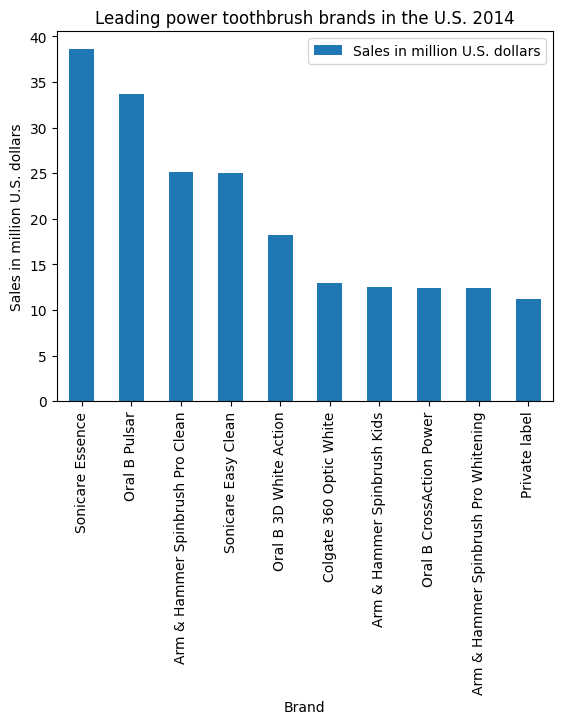 Leading power toothbrush brands in the U.S. 2014
Sales in million U.S. dollars
Sales in million U.S. dollars
40
35
30
25
20
15
10
5
0
Sonicare Essence
Oral B Pulsar
Arm & Hammer Spinbrush Pro Clean
Sonicare Easy Clean
Oral B 3D White Action
Colgate 360 Optic White
Arm & Hammer Spinbrush Kids
Oral B CrossAction Power
Arm & Hammer Spinbrush Pro Whitening
Private label
Brand